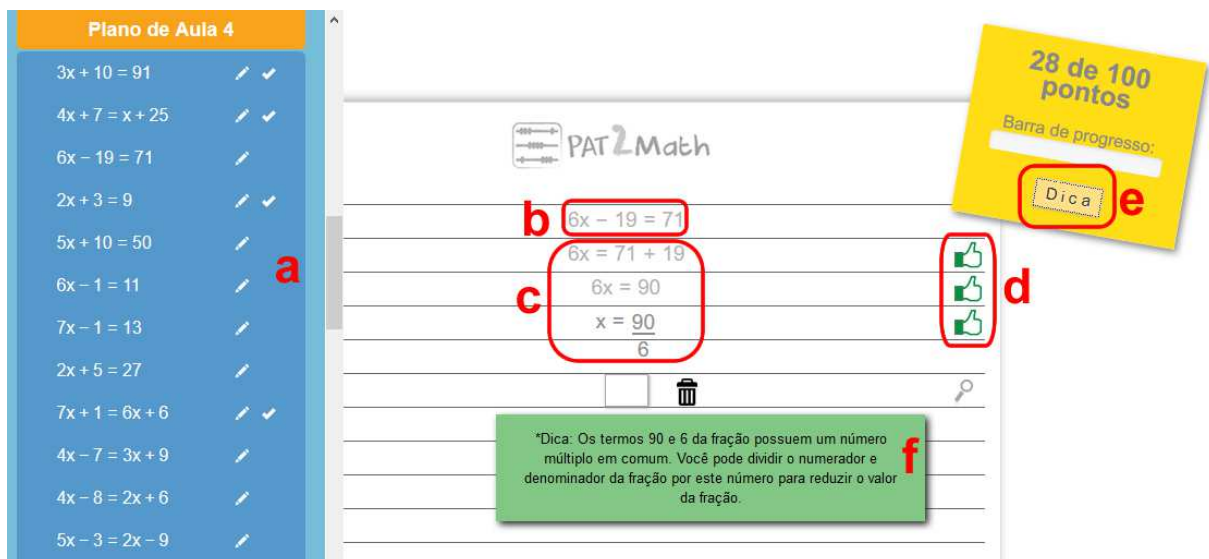 Plano de Aula 4
3x + 10 = 91
4x + 7 = x + 25
6x – 19 = 71
2x + 3 = 9
5x + 10 = 50
6x – 1 = 11
7x – 1 = 13
2x + 5 = 27
7x + 1 = 6x + 6
4x – 7 = 3x + 9
4x – 8 = 2x + 6
5x – 3 = 2x – 9
a
PAT2Math
b
6x – 19 = 71
c
6x = 71 + 19
6x = 90
x = 90
6
d
28 de 100
pontos
Barra de progresso:
Dica
e
*Dica: Os termos 90 e 6 da fração possuem um número
múltiplo em comum. Você pode dividir o numerador e
denominador da fração por este número para reduzir o valor
da fração.
f